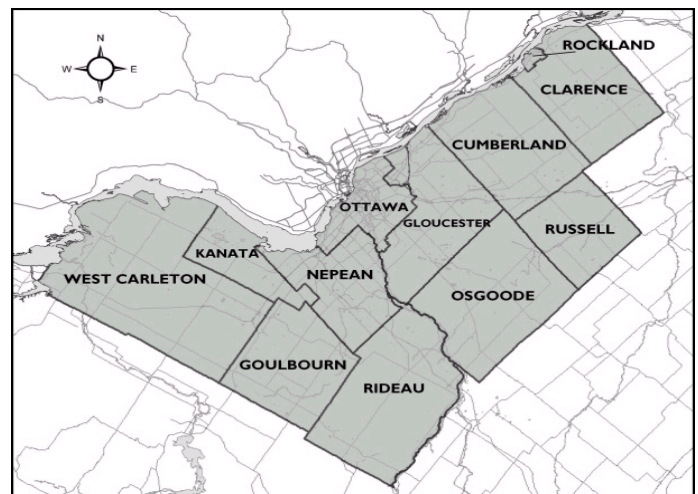 N
W E
S
ROCKLAND
CLARENCE
CUMBERLAND
OTTAWA
GLOUCESTER
RUSSELL
KANATA
NEPEAN
WEST CARLETON
OSGOODE
GOULBOURN
RIDEAU